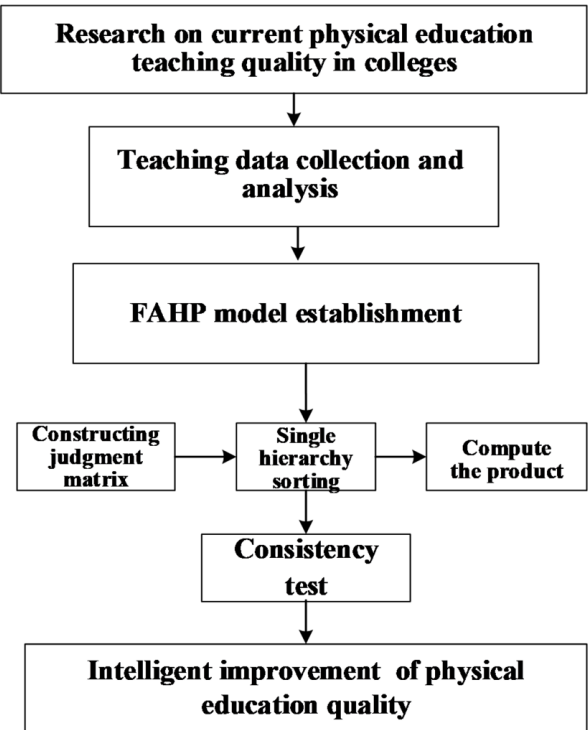 Research on current physical education
teaching quality in colleges
Teaching data collection and
analysis
FAHP model establishment
Constructing
judgment
matrix
Single
hierarchy
sorting
Compute
the product
Consistency
test
Intelligent improvement of physical
education quality